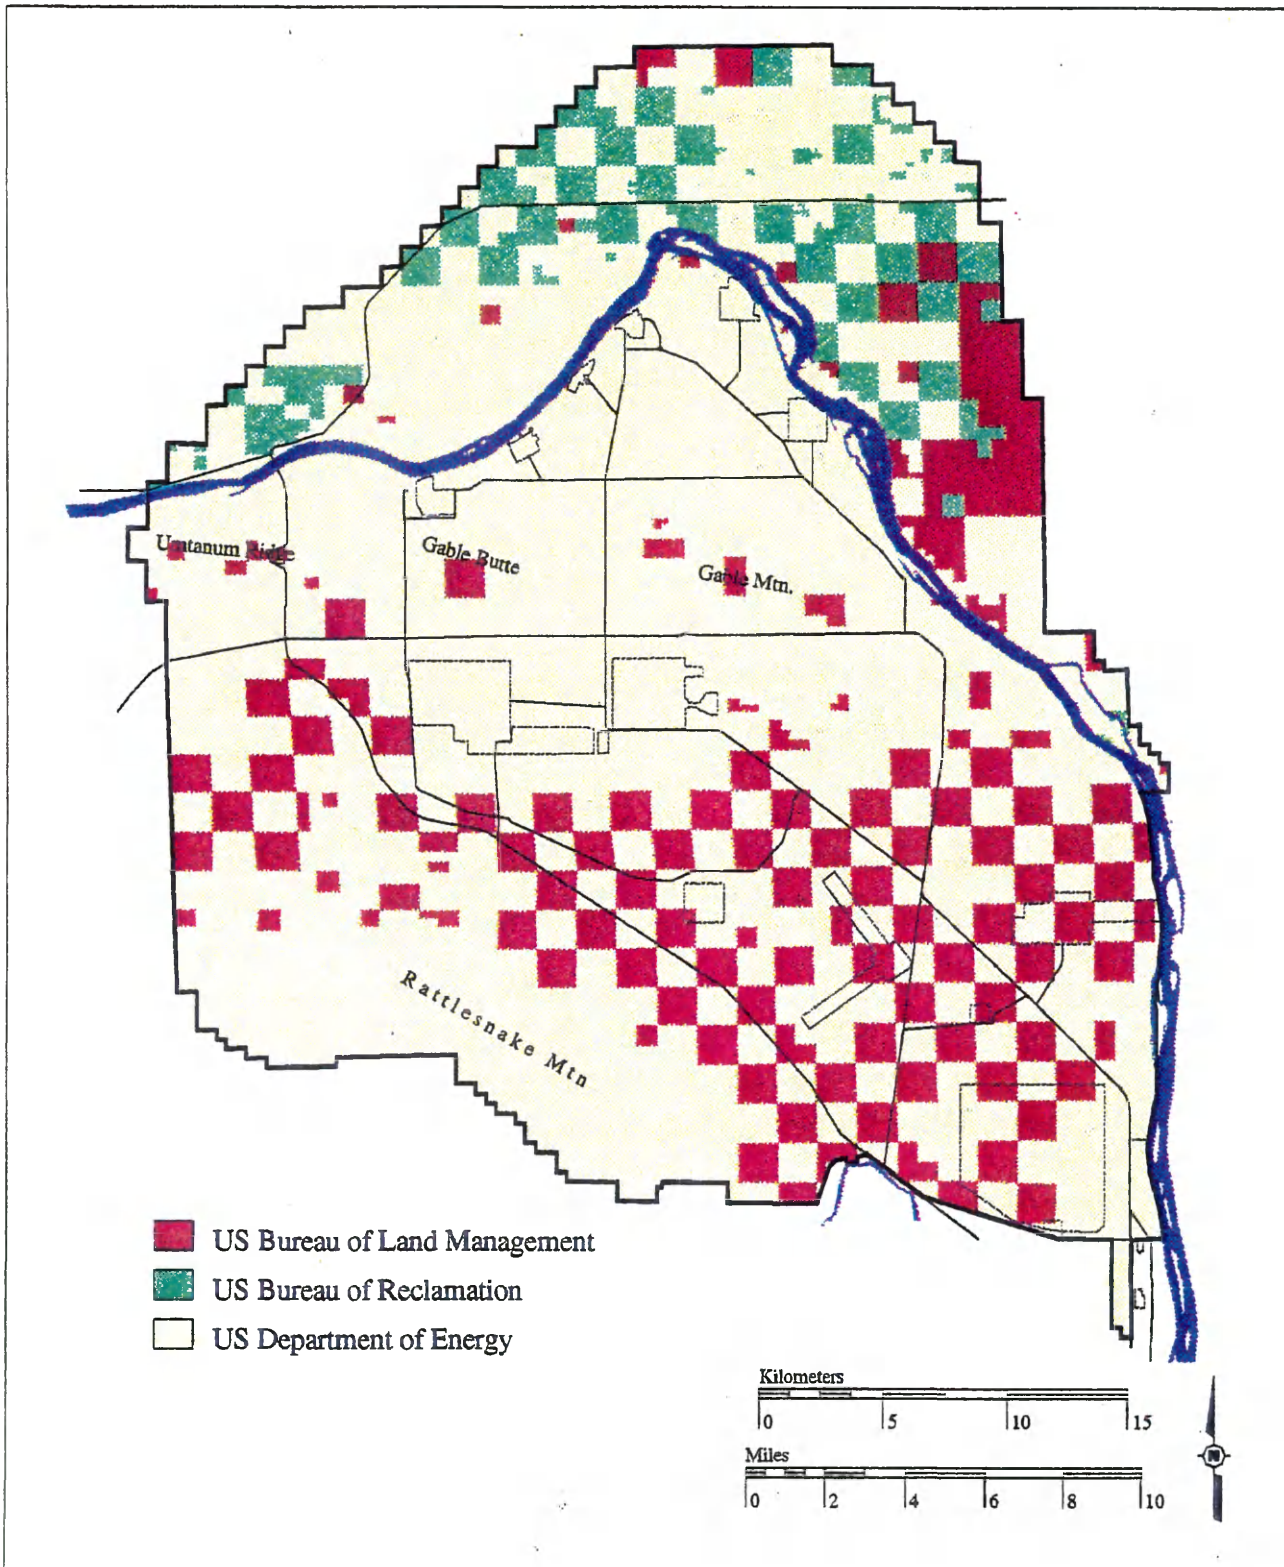 Umtanum Ridge
Gable Butte
Gable Mtn.
Rattlesnake Mtn
US Bureau of Land Management
US Bureau of Reclamation
US Department of Energy
Kilometers
0 5 10 15
Miles
0 2 4 6 8 10
N